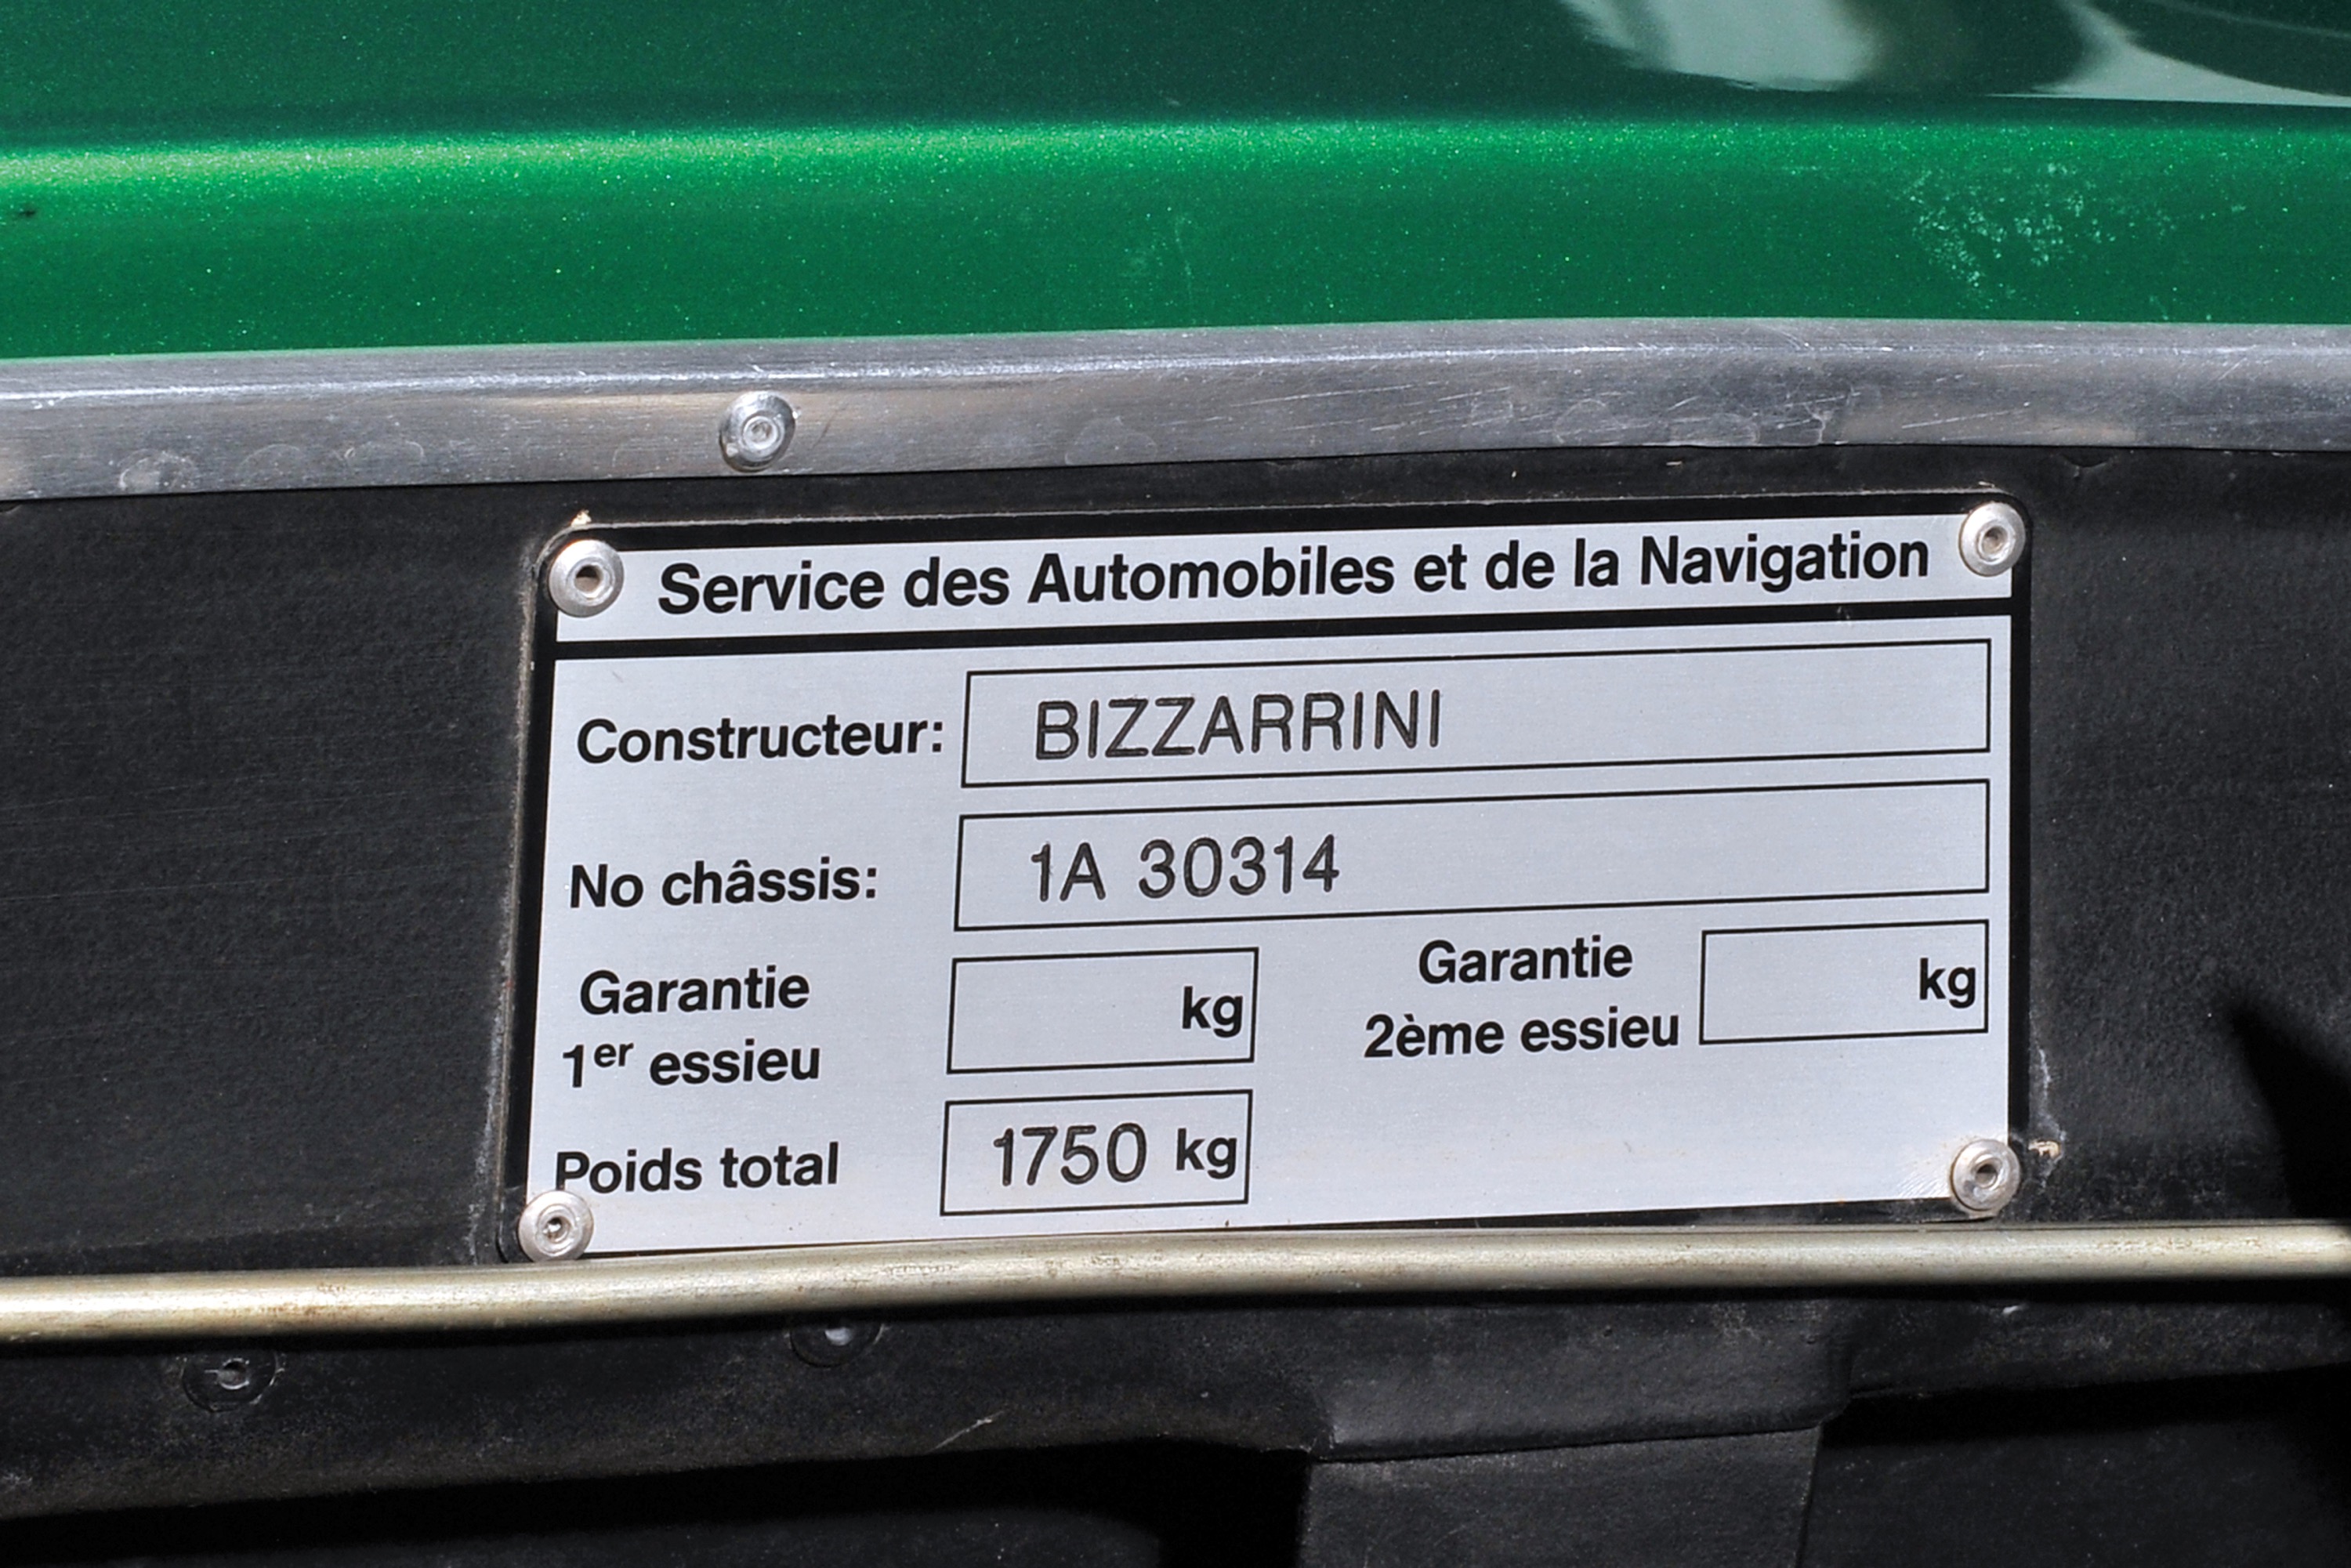 Service des Automobiles et de la Navigation
Constructeur: BIZZARRINI
No châssis: 1A 30314
Garantie 1er essieu kg
Garantie 2ème essieu kg
Poids total 1750 kg